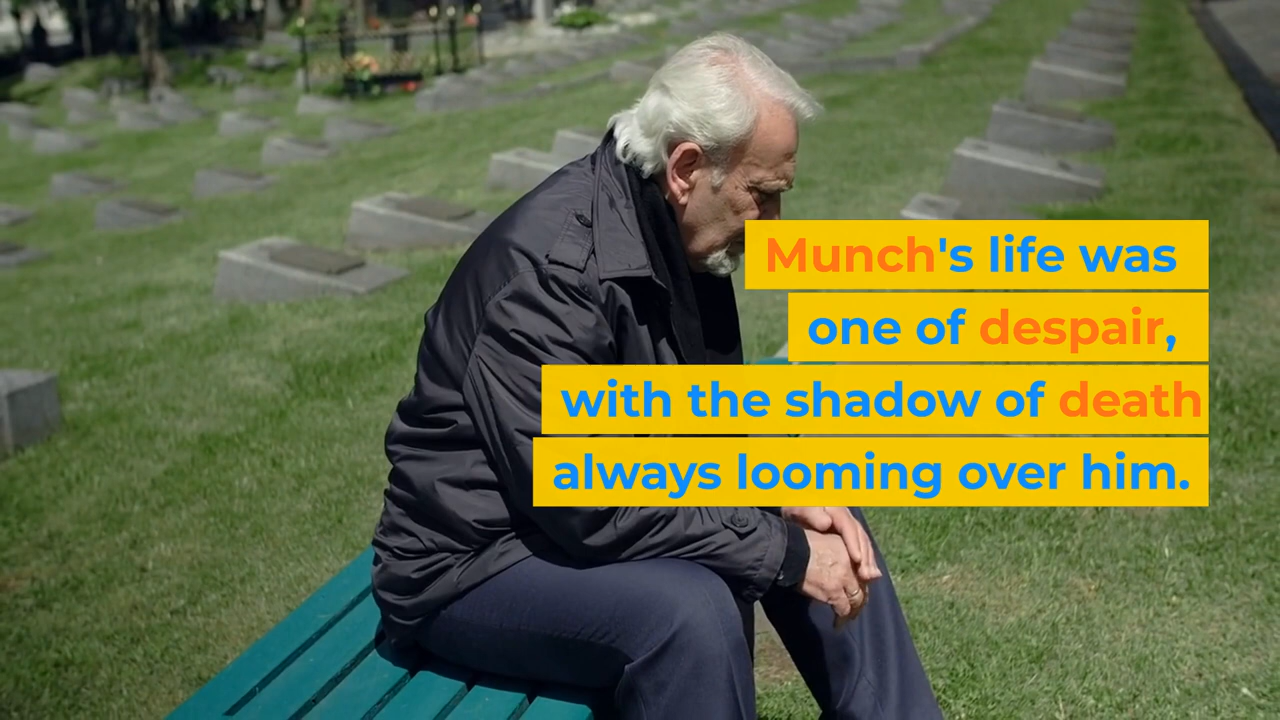 Munch's life was
one of despair,
with the shadow of death
always looming over him.